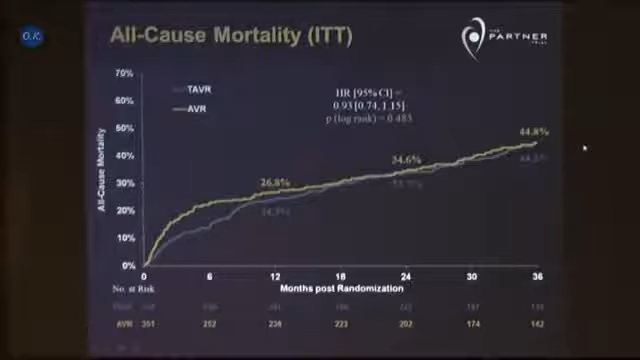 O.K.
All-Cause Mortality (ITT)
THE
PARTNER
TRIAL
70%
60%
50%
40%
30%
20%
10%
0%
All-Cause Mortality
TAVR
AVR
HR [95% CI] =
0.93 [0.74, 1.15]
p (log rank) = 0.483
26.8%
34.6%
44.8%
0
6
12
18
24
30
36
No. at Risk
Months post Randomization
AVR 351 252 236 223 202 174 142